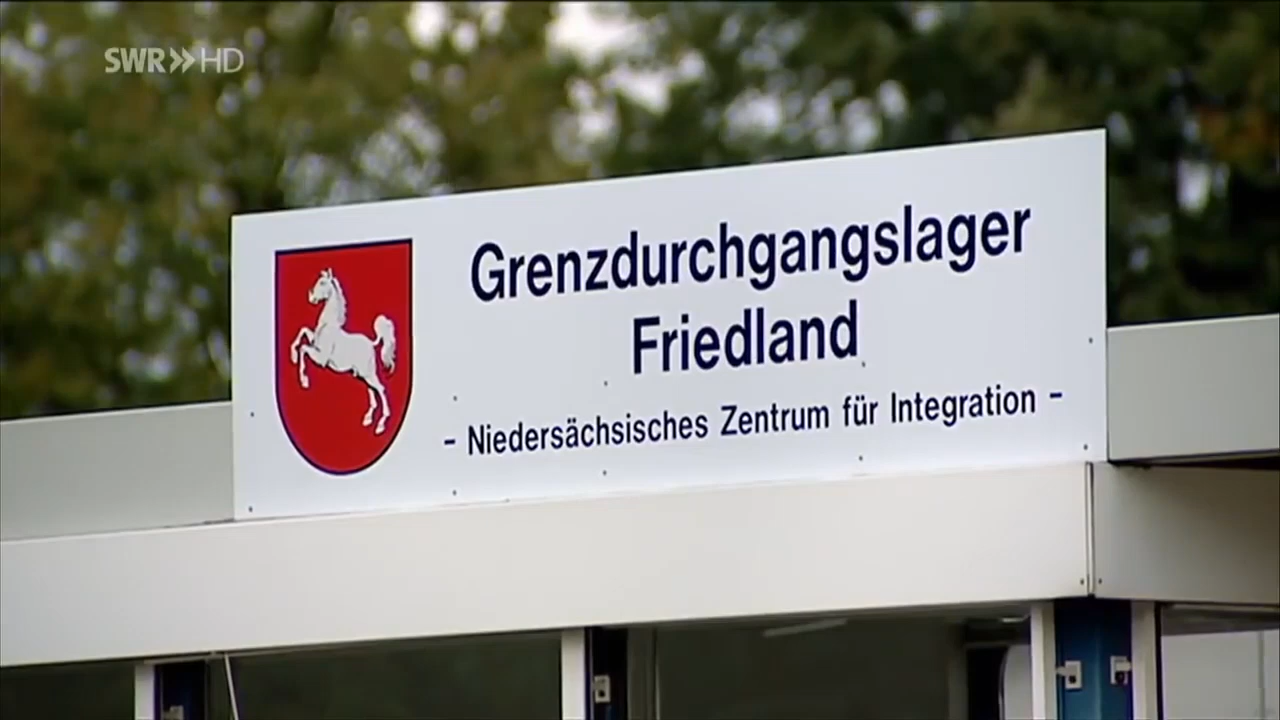 SWR»HD
Grenzdurchgangslager
Friedland
- Niedersächsisches Zentrum für Integration -